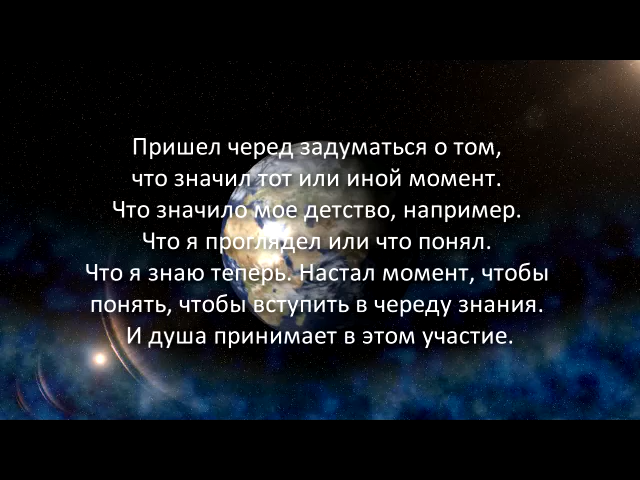 Пришел черед задуматься о том,
что значил тот или иной момент.
Что значило мое детство, например.
Что я проглядел или что понял.
Что я знаю теперь. Настал момент, чтобы
понять, чтобы вступить в череду знания.
И душа принимает в этом участие.